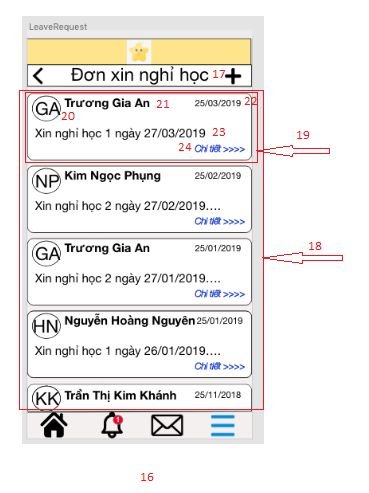 LeaveRequest
Đơn xin nghỉ học 17
GA Trương Gia An 21 25/03/2019 22
20
Xin nghỉ học 1 ngày 27/03/2019 23
24 Chi tiết >>>>
19
NP Kim Ngọc Phụng 25/02/2019
Xin nghỉ học 2 ngày 27/02/2019....
Chi tiết >>>>
18
GA Trương Gia An 25/01/2019
Xin nghỉ học 2 ngày 27/01/2019....
Chi tiết >>>>
HN Nguyễn Hoàng Nguyên 25/01/2019
Xin nghỉ học 1 ngày 26/01/2019....
Chi tiết >>>>
KK Trần Thị Kim Khánh 25/11/2018
1
16